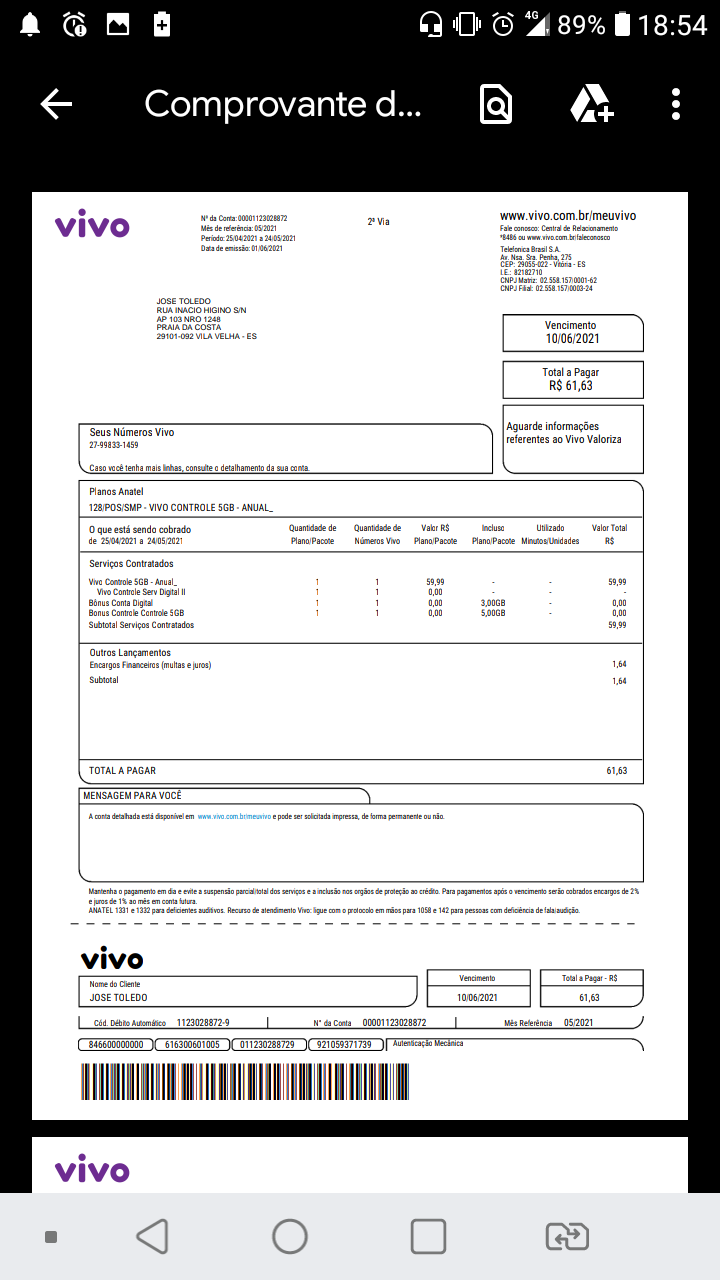 4G 89% 18:54
Comprovante d...
vivo
Nº da Conta: 00001123028872
Mês de referência: 05/2021
Período: 25/04/2021 a 24/05/2021
Data de emissão: 01/06/2021
2ª Via
www.vivo.com.br/meuvivo
Fale conosco: Central de Relacionamento
*8486 ou www.vivo.com.br/faleconosco
Telefonica Brasil S.A.
Av. Nsa. Sra. Penha, 275
CEP: 29055-022 - Vitória - ES
I.E.: 82182710
CNPJ Matriz: 02.558.157/0001-62
CNPJ Filial: 02.558.157/0003-24
JOSE TOLEDO
RUA INACIO HIGINO S/N
AP 103 NRO 1248
PRAIA DA COSTA
29101-092 VILA VELHA - ES
Vencimento
10/06/2021
Total a Pagar
R$ 61,63
Aguarde informações
referentes ao Vivo Valoriza
Seus Números Vivo
27-99833-1459
Caso você tenha mais linhas, consulte o detalhamento da sua conta.
Planos Anatel
128/POS/SMP - VIVO CONTROLE 5GB - ANUAL_
O que está sendo cobrado Quantidade de Quantidade de Valor R$ Incluso Utilizado Valor Total
de 25/04/2021 a 24/05/2021 Plano/Pacote Números Vivo Plano/Pacote Plano/Pacote Minutos/Unidades R$
Serviços Contratados
Vivo Controle 5GB - Anual_ 1 1 59,99 - - 59,99
Vivo Controle Serv Digital II 1 1 0,00 - - -
Bônus Conta Digital 1 1 0,00 3,00GB - 0,00
Bonus Controle Controle 5GB 1 1 0,00 5,00GB - 0,00
Subtotal Serviços Contratados 59,99
Outros Lançamentos
Encargos Financeiros (multas e juros) 1,64
Subtotal 1,64
TOTAL A PAGAR 61,63
MENSAGEM PARA VOCÊ
A conta detalhada está disponível em www.vivo.com.br/meuvivo e pode ser solicitada impressa, de forma permanente ou não.
Mantenha o pagamento em dia e evite a suspensão parcial/total dos serviços e a inclusão nos orgãos de proteção ao crédito. Para pagamentos após o vencimento serão cobrados encargos de 2%
e juros de 1% ao mês em conta futura.
ANATEL 1331 e 1332 para deficientes auditivos. Recurso de atendimento Vivo: ligue com o protocolo em mãos para 1058 e 142 para pessoas com deficiência de fala/audição.
vivo
Nome do Cliente
JOSE TOLEDO
Vencimento
10/06/2021
Total a Pagar - R$
61,63
Cód. Débito Automático 1123028872-9 N° da Conta 00001123028872 Mês Referência 05/2021
846600000000 616300601005 011230288729 921059371739 Autenticação Mecânica
vivo